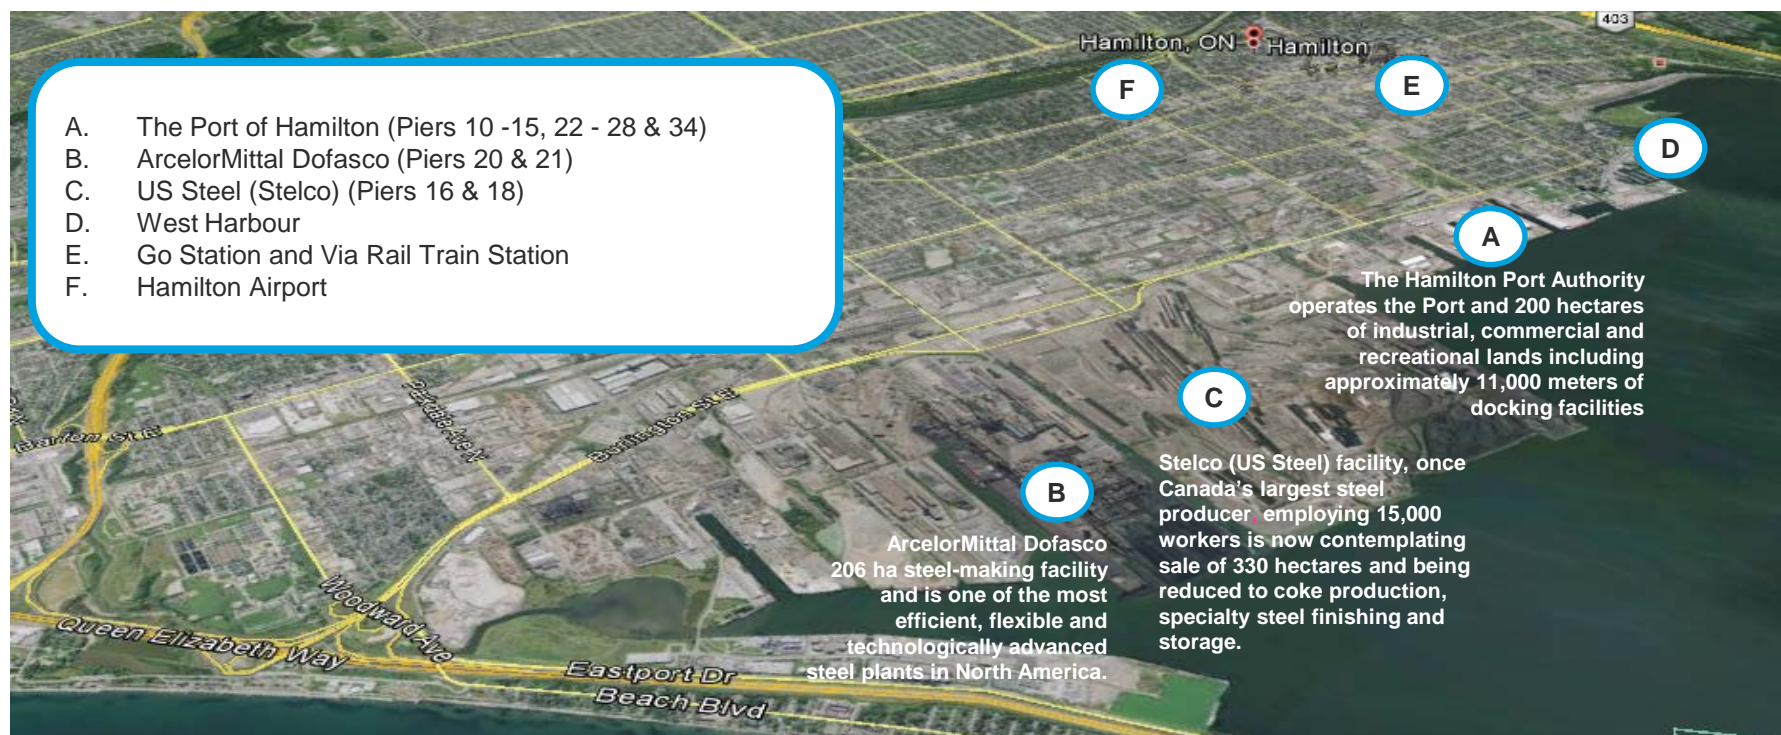 403
Hamilton, ON
Hamilton
F
E
D
A. The Port of Hamilton (Piers 10 -15, 22 - 28 & 34)
B. ArcelorMittal Dofasco (Piers 20 & 21)
C. US Steel (Stelco) (Piers 16 & 18)
D. West Harbour
E. Go Station and Via Rail Train Station
F. Hamilton Airport
A
The Hamilton Port Authority
operates the Port and 200 hectares
of industrial, commercial and
recreational lands including
approximately 11,000 meters of
docking facilities
C
Stelco (US Steel) facility, once
Canada’s largest steel
producer, employing 15,000
workers is now contemplating
sale of 330 hectares and being
reduced to coke production,
specialty steel finishing and
storage.
B
ArcelorMittal Dofasco
206 ha steel-making facility
and is one of the most
efficient, flexible and
technologically advanced
steel plants in North America.
Barton St E
Parkdale Ave N
Burlington St E
Woodward Ave
Queen Elizabeth Way
Eastport Dr
Beach Blvd